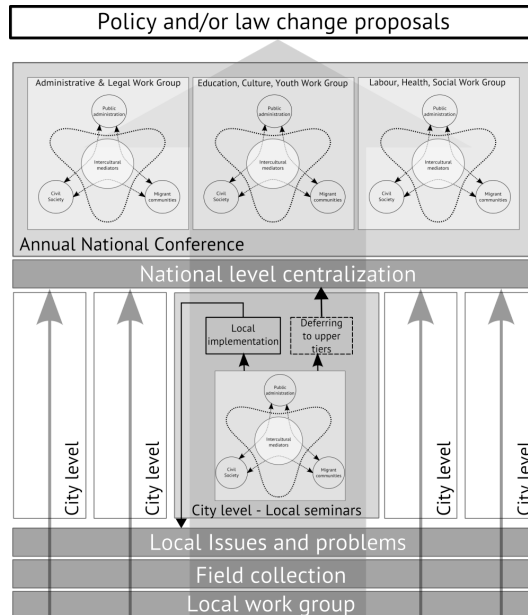 Policy and/or law change proposals
Administrative & Legal Work Group
Public
administration
Intercultural
mediators
Civil
Society
Migrant
communities
Education, Culture, Youth Work Group
Public
administration
Intercultural
mediators
Civil
Society
Migrant
communities
Labour, Health, Social Work Group
Public
administration
Intercultural
mediators
Civil
Society
Migrant
communities
Annual National Conference
National level centralization
City level
City level
Local
implementation
Deferring
to upper
tiers
Public
administration
Intercultural
mediators
Civil
Society
Migrant
communities
City level - Local seminars
City level
City level
Local Issues and problems
Field collection
Local work group